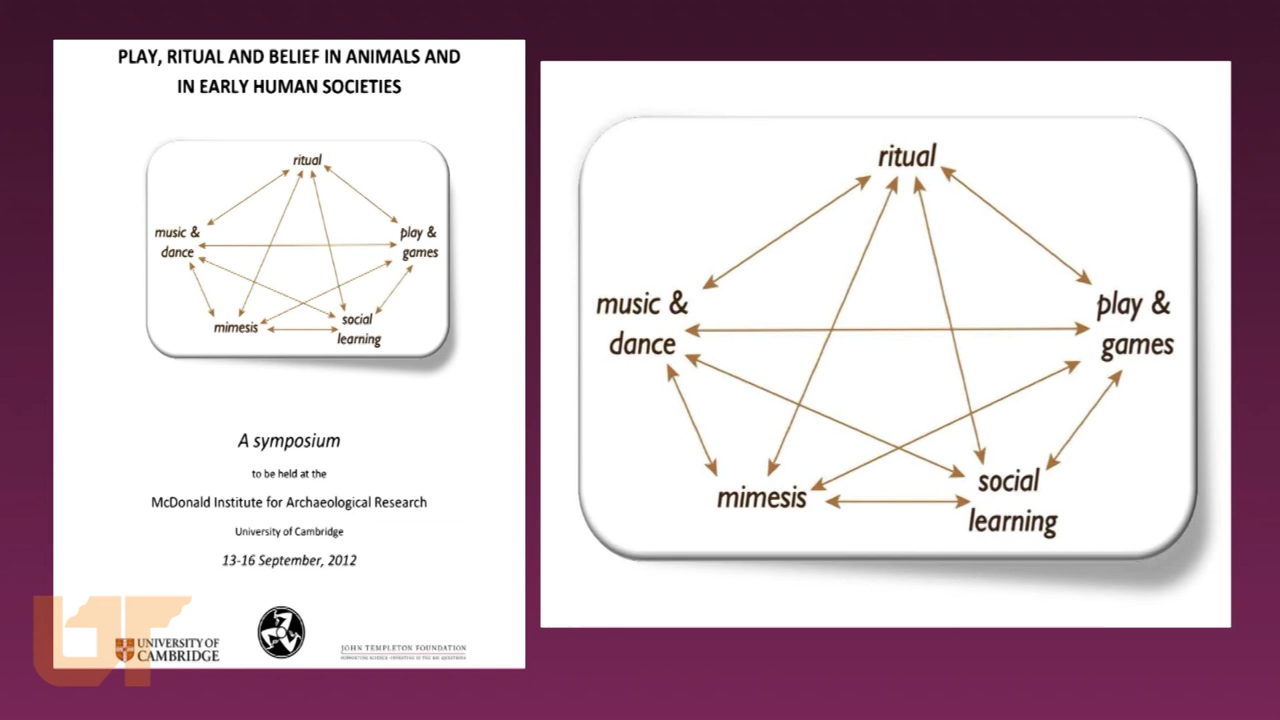 PLAY, RITUAL AND BELIEF IN ANIMALS AND
IN EARLY HUMAN SOCIETIES
ritual
music &
dance
play &
games
mimesis
social
learning
A symposium
to be held at the
McDonald Institute for Archaeological Research
University of Cambridge
13-16 September, 2012
UT
UNIVERSITY OF
CAMBRIDGE
JOHN TEMPLETON FOUNDATION
ritual
music &
dance
play &
games
mimesis
social
learning